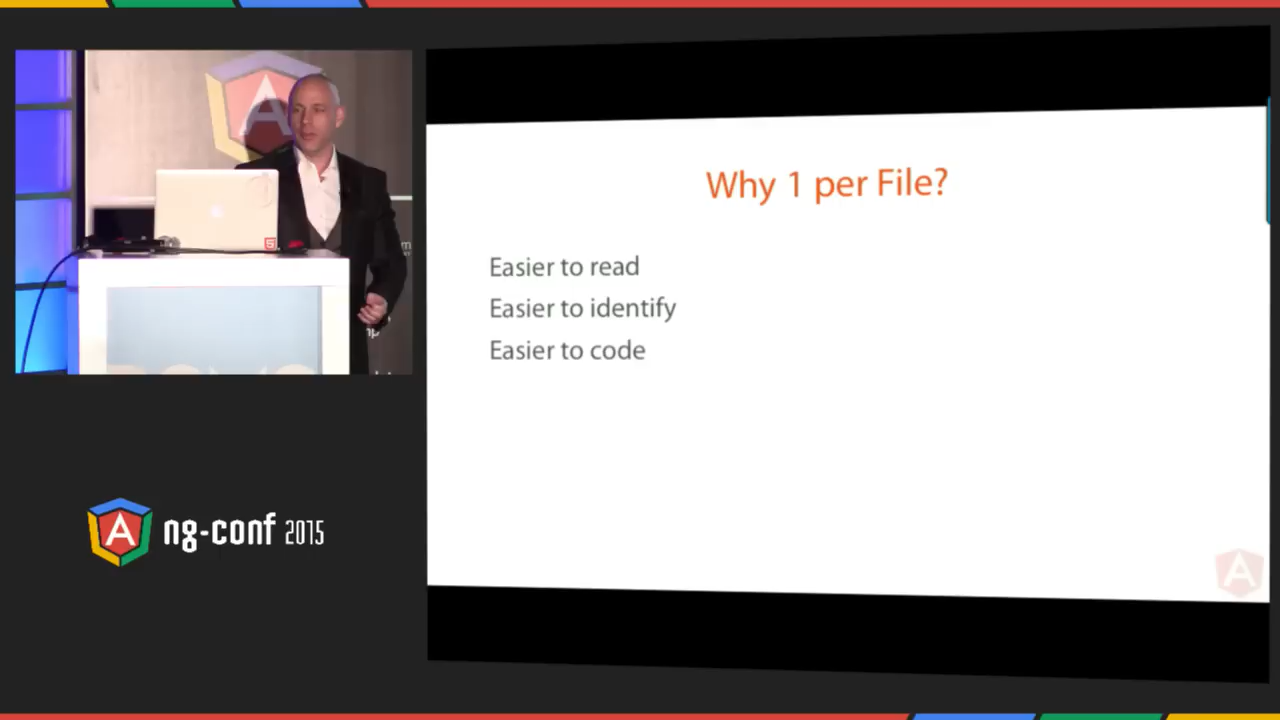 Why 1 per File?
Easier to read
Easier to identify
Easier to code
A
ng-conf 2015